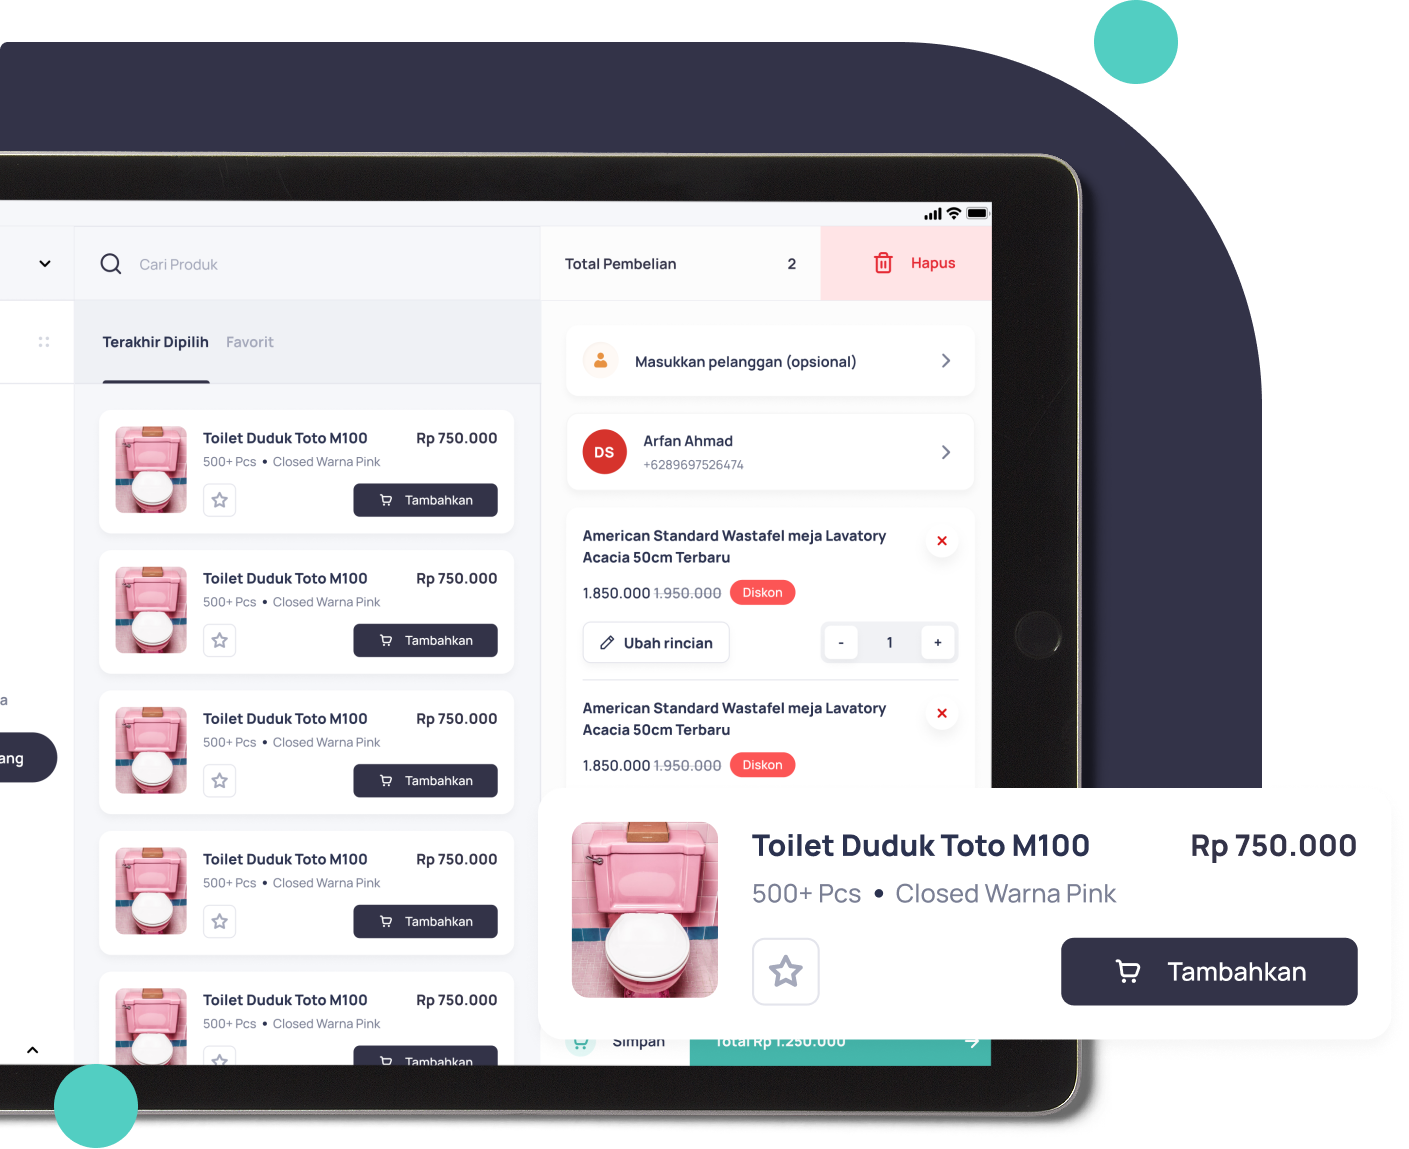 Cari Produk
Total Pembelian 2
Hapus
Terakhir Dipilih Favorit
Toilet Duduk Toto M100 Rp 750.000
500+ Pcs • Closed Warna Pink
Tambahkan
Toilet Duduk Toto M100 Rp 750.000
500+ Pcs • Closed Warna Pink
Tambahkan
Toilet Duduk Toto M100 Rp 750.000
500+ Pcs • Closed Warna Pink
Tambahkan
Toilet Duduk Toto M100 Rp 750.000
500+ Pcs • Closed Warna Pink
Tambahkan
Toilet Duduk Toto M100 Rp 750.000
500+ Pcs • Closed Warna Pink
Tambahkan
a
ang
Masukkan pelanggan (opsional)
DS
Arfan Ahmad
+6289697526474
American Standard Wastafel meja Lavatory
Acacia 50cm Terbaru
1.850.000 1.950.000 Diskon
Ubah rincian
- 1 +
American Standard Wastafel meja Lavatory
Acacia 50cm Terbaru
1.850.000 1.950.000 Diskon
Toilet Duduk Toto M100 Rp 750.000
500+ Pcs • Closed Warna Pink
Tambahkan
Simpan
Total Rp 1.250.000